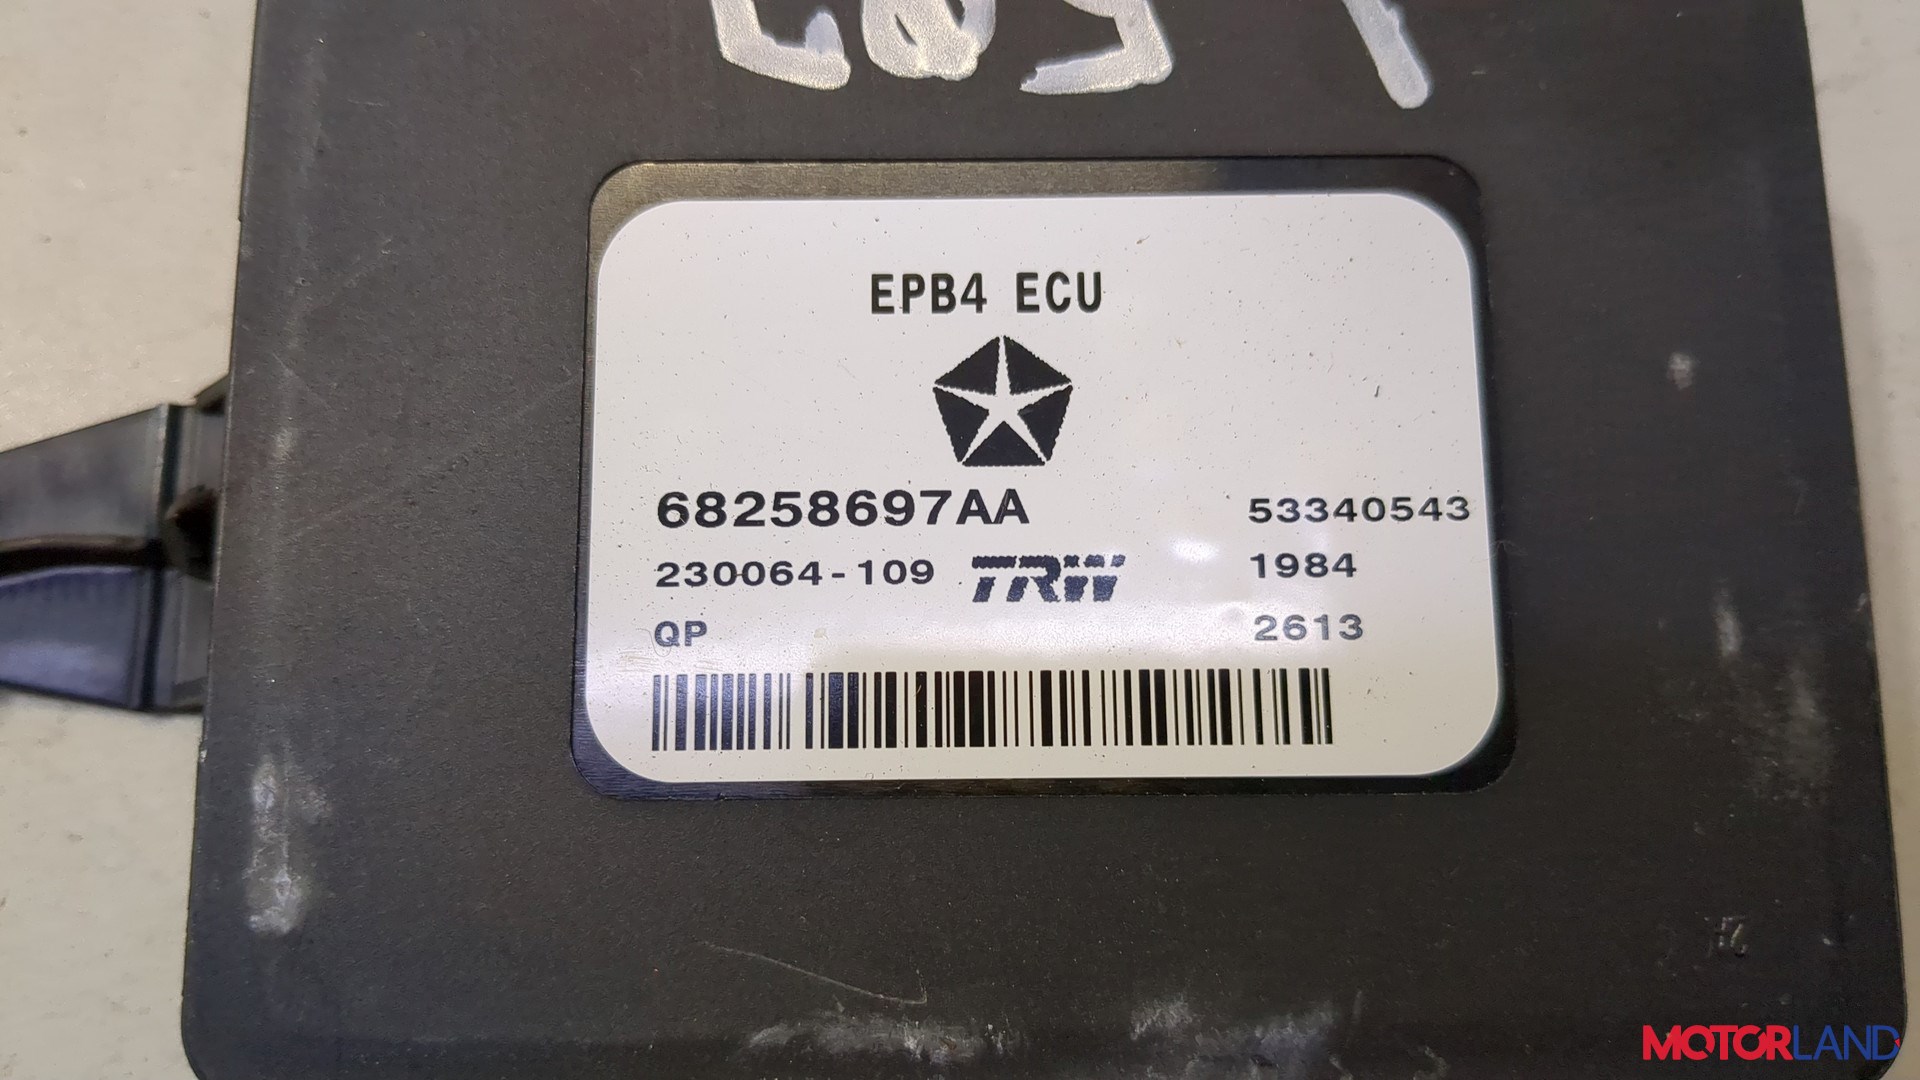 EPB4 ECU
68258697AA 53340543
230064-109 TRW 1984
QP 2613
MOTORLAND